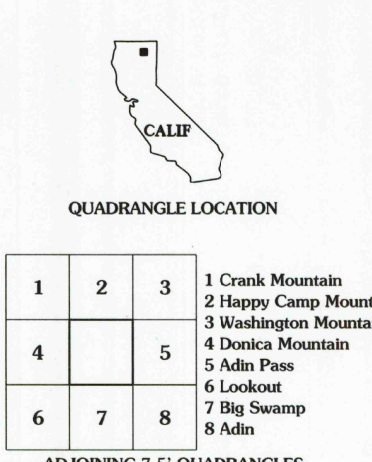 CALIF
QUADRANGLE LOCATION
1 2 3
4 5
6 7 8
1 Crank Mountain
2 Happy Camp Mount
3 Washington Mounta
4 Donica Mountain
5 Adin Pass
6 Lookout
7 Big Swamp
8 Adin
ADJOINING 7.5' QUADRANGLES